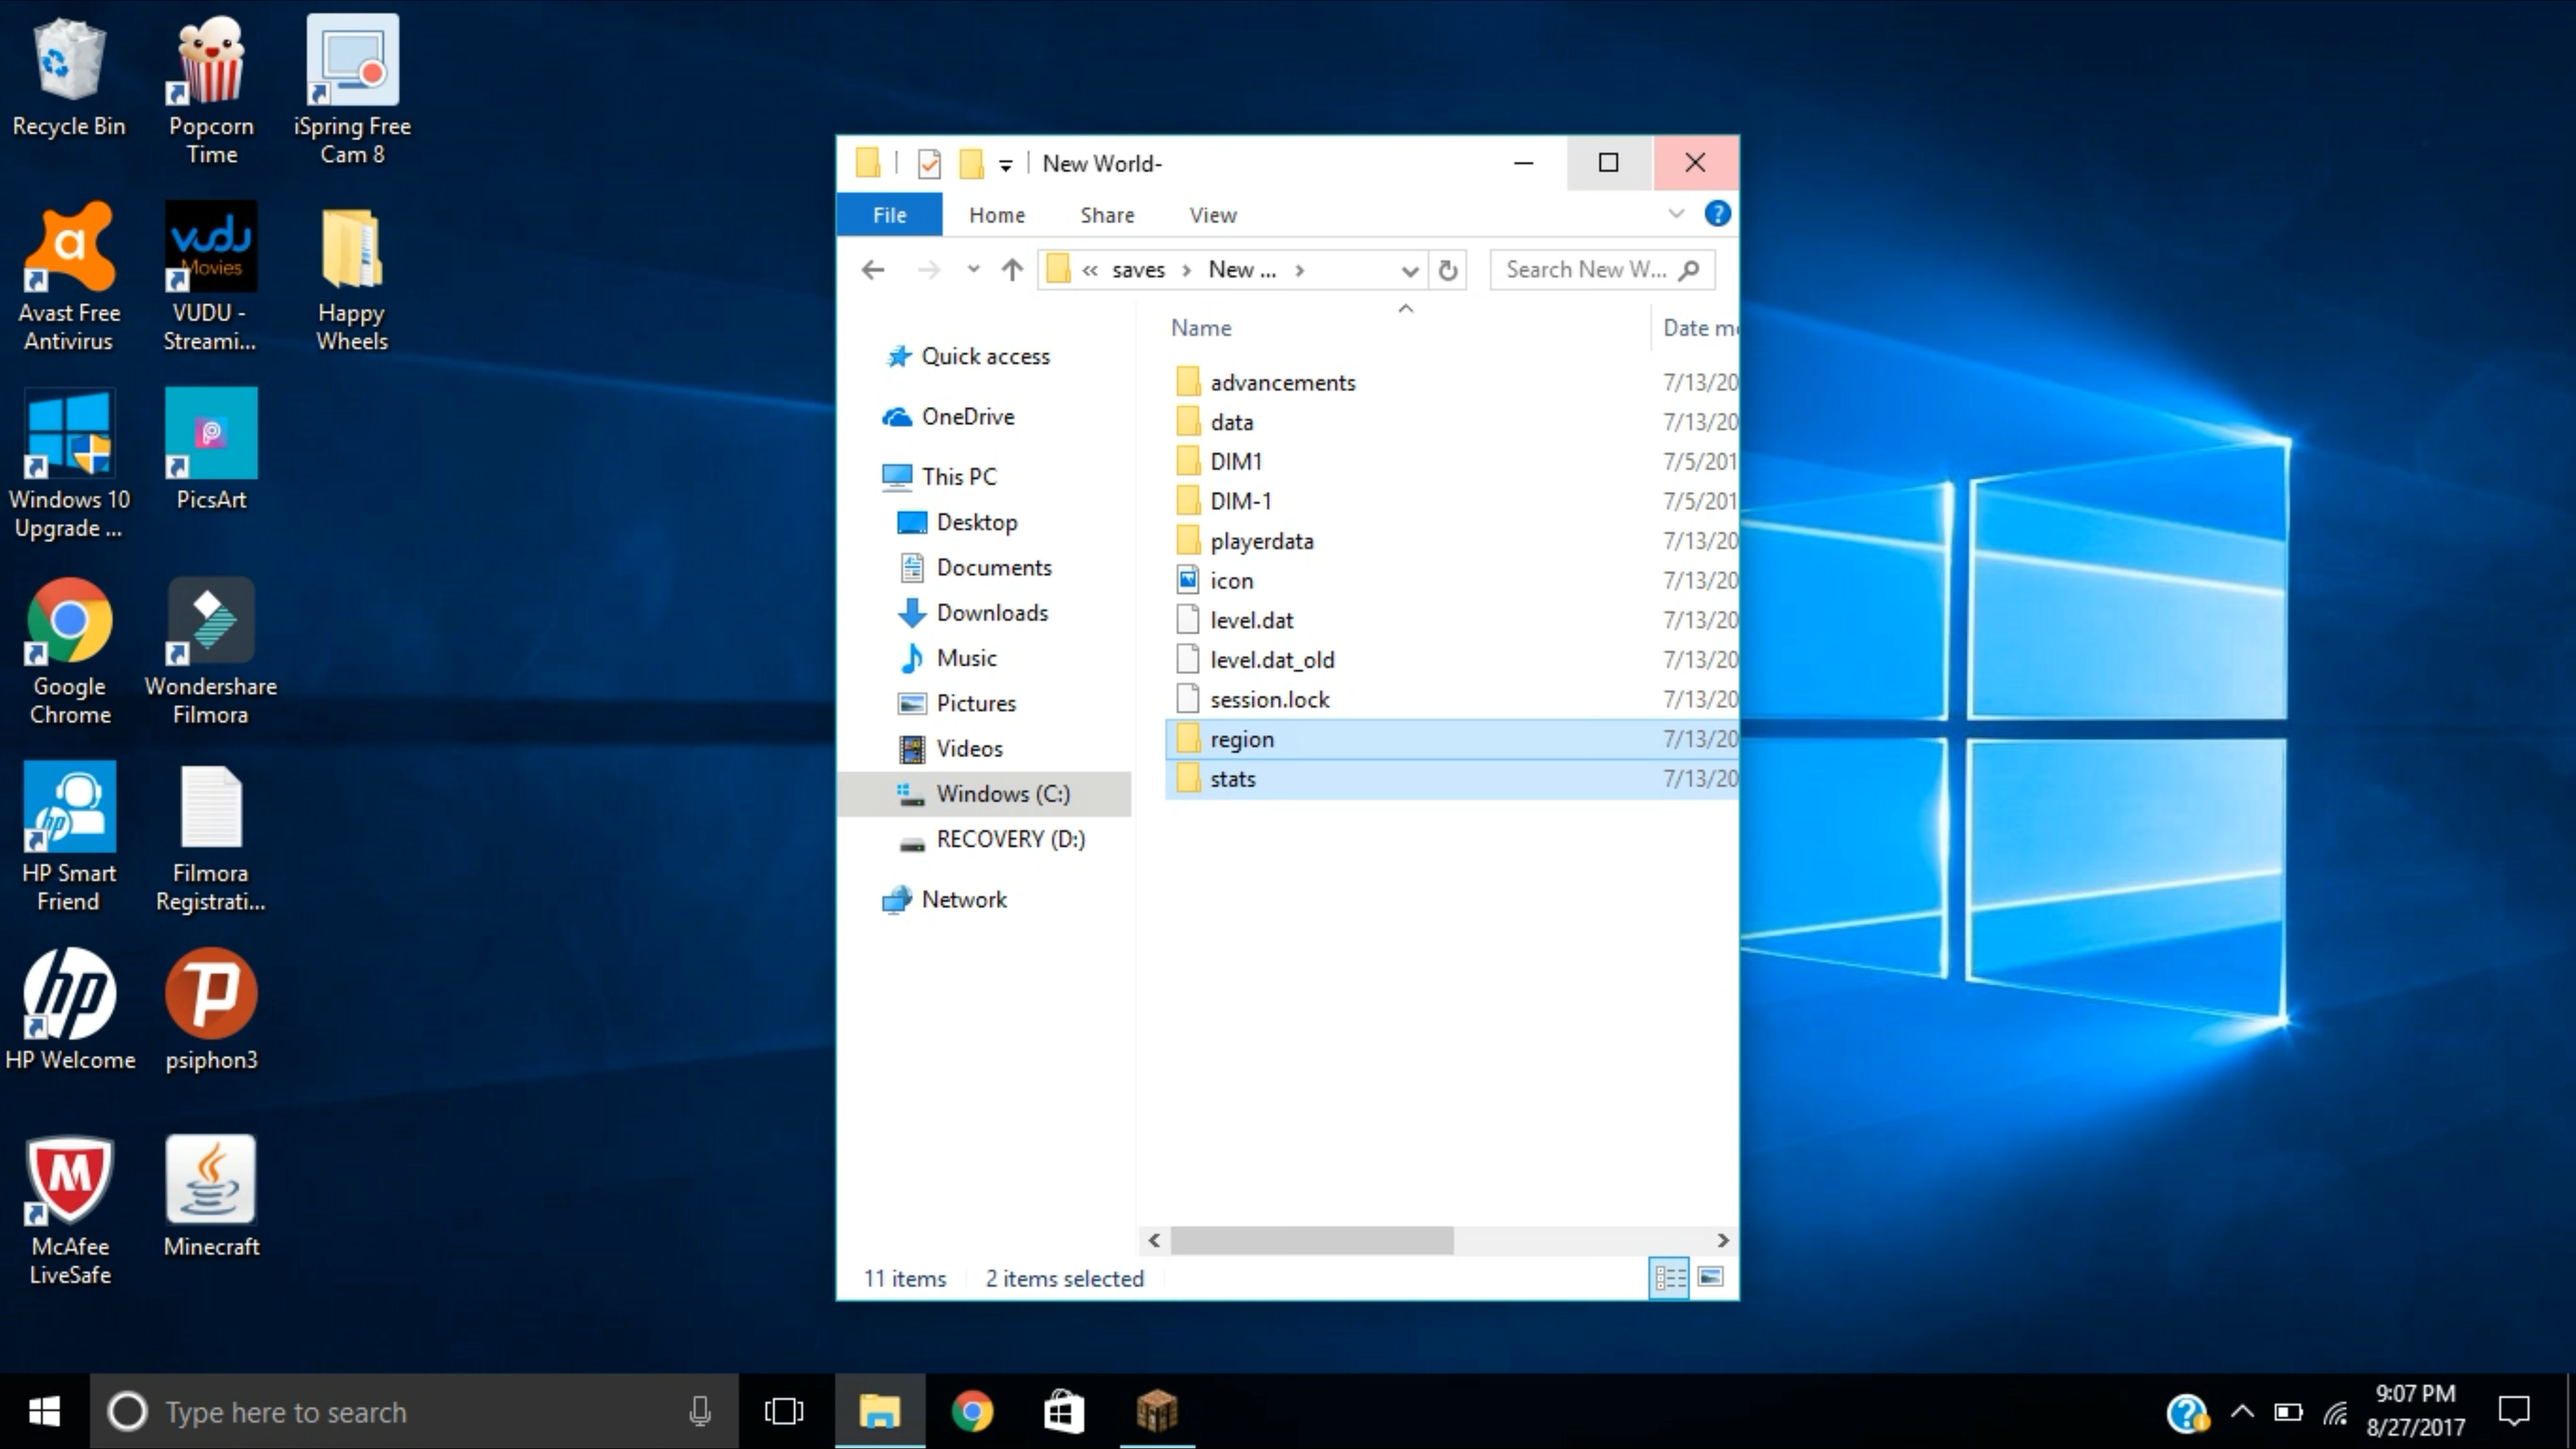 Recycle Bin
Popcorn
Time
iSpring Free
Cam 8
a
Avast Free
Antivirus
vudu
Movies
VUDU -
Streami...
Happy
Wheels
Windows 10
Upgrade ...
PicsArt
Google
Chrome
Wondershare
Filmora
hp
HP Smart
Friend
Filmora
Registrati...
hp
HP Welcome
P
psiphon3
M
McAfee
LiveSafe
Minecraft
New World-
File
Home
Share
View
?
« saves > New ... >
Search New W...
Quick access
OneDrive
This PC
Desktop
Documents
Downloads
Music
Pictures
Videos
Windows (C:)
RECOVERY (D:)
Network
Name
Date m
advancements 7/13/20
data 7/13/20
DIM1 7/5/201
DIM-1 7/5/201
playerdata 7/13/20
icon 7/13/20
level.dat 7/13/20
level.dat_old 7/13/20
session.lock 7/13/20
region 7/13/20
stats 7/13/20
11 items
2 items selected
Type here to search
9:07 PM
8/27/2017